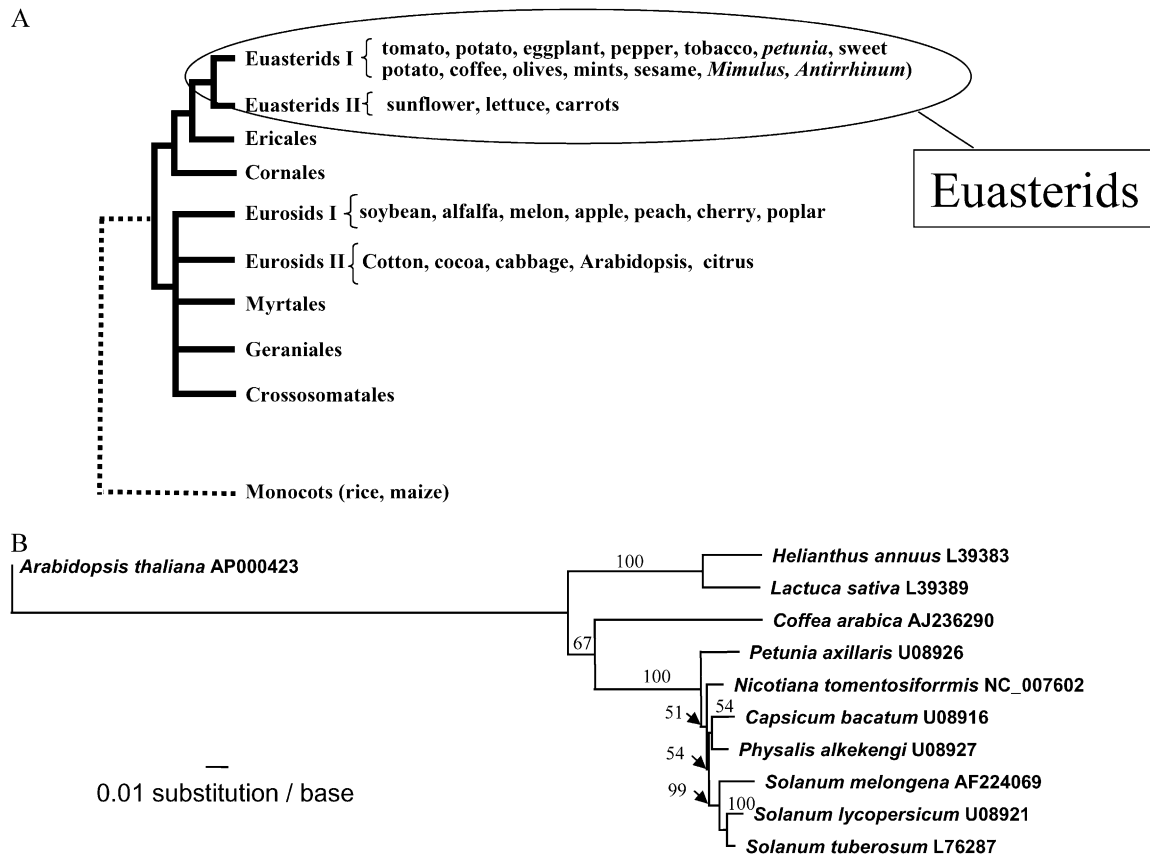 A
Euasterids I { tomato, potato, eggplant, pepper, tobacco, petunia, sweet
potato, coffee, olives, mints, sesame, Mimulus, Antirrhinum)
Euasterids II { sunflower, lettuce, carrots
Ericales
Cornales
Euasterids
Eurosids I { soybean, alfalfa, melon, apple, peach, cherry, poplar
Eurosids II { Cotton, cocoa, cabbage, Arabidopsis, citrus
Myrtales
Geraniales
Crossosomatales
Monocots (rice, maize)
B
Arabidopsis thaliana AP000423
100
Helianthus annuus L39383
Lactuca sativa L39389
67
Coffea arabica AJ236290
100
Petunia axillaris U08926
Nicotiana tomentosiforrmis NC_007602
51
54
Capsicum bacatum U08916
54
Physalis alkekengi U08927
99
Solanum melongena AF224069
100
Solanum lycopersicum U08921
Solanum tuberosum L76287
0.01 substitution / base